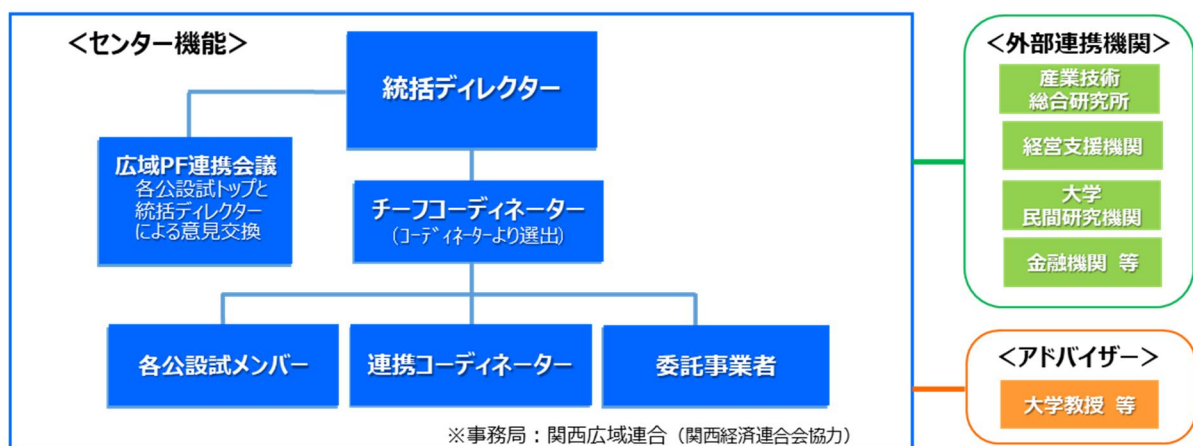 ＜センター機能＞
統括ディレクター
広域PF連携会議
各公設試トップと
統括ディレクター
による意見交換
チーフコーディネーター
（コーディネーターより選出）
各公設試メンバー
連携コーディネーター
委託事業者
※事務局：関西広域連合（関西経済連合会協力）
＜外部連携機関＞
産業技術
総合研究所
経営支援機関
大学
民間研究機関
金融機関 等
＜アドバイザー＞
大学教授 等